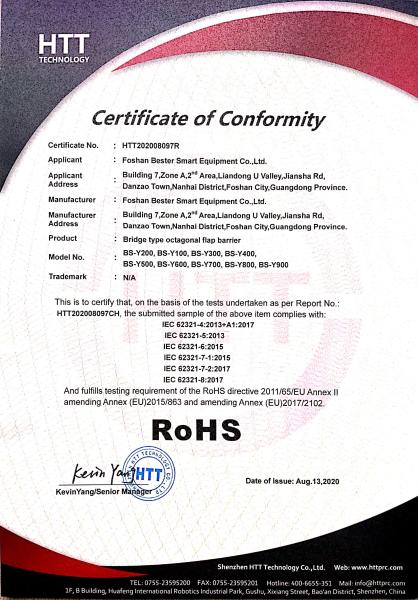 HTT
TECHNOLOGY
Certificate of Conformity
Certificate No. : HTT202008097R
Applicant : Foshan Bester Smart Equipment Co.,Ltd.
Applicant Address : Building 7,Zone A,2nd Area,Liandong U Valley,Jiansha Rd,
Danzao Town,Nanhai District,Foshan City,Guangdong Province.
Manufacturer : Foshan Bester Smart Equipment Co.,Ltd.
Manufacturer Address : Building 7,Zone A,2nd Area,Liandong U Valley,Jiansha Rd,
Danzao Town,Nanhai District,Foshan City,Guangdong Province.
Product : Bridge type octagonal flap barrier
Model No. : BS-Y200, BS-Y100, BS-Y300, BS-Y400,
BS-Y500, BS-Y600, BS-Y700, BS-Y800, BS-Y900
Trademark : N/A
This is to certify that, on the basis of the tests undertaken as per Report No.:
HTT202008097CH, the submitted sample of the above item complies with:
IEC 62321-4:2013+A1:2017
IEC 62321-5:2013
IEC 62321-6:2015
IEC 62321-7-1:2015
IEC 62321-7-2:2017
IEC 62321-8:2017
And fulfills testing requirement of the RoHS directive 2011/65/EU Annex II
amending Annex (EU)2015/863 and amending Annex (EU)2017/2102.
RoHS
Kevin Yang
HTT
KevinYang/Senior Manager
Date of Issue: Aug.13,2020
Shenzhen HTT Technology Co.,Ltd. Web: www.httprc.com
TEL: 0755-23595200 FAX: 0755-23595201 Hotline: 400-6655-351 Mail: info@httprc.com
1F, B Building, Huafeng International Robotics Industrial Park, Gushu, Xixiang Street, Bao'an District, Shenzhen, China